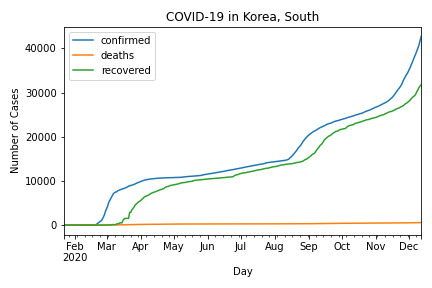 COVID-19 in Korea, South
confirmed
deaths
recovered
Number of Cases
40000
30000
20000
10000
0
Feb Mar Apr May Jun Jul Aug Sep Oct Nov Dec
2020
Day